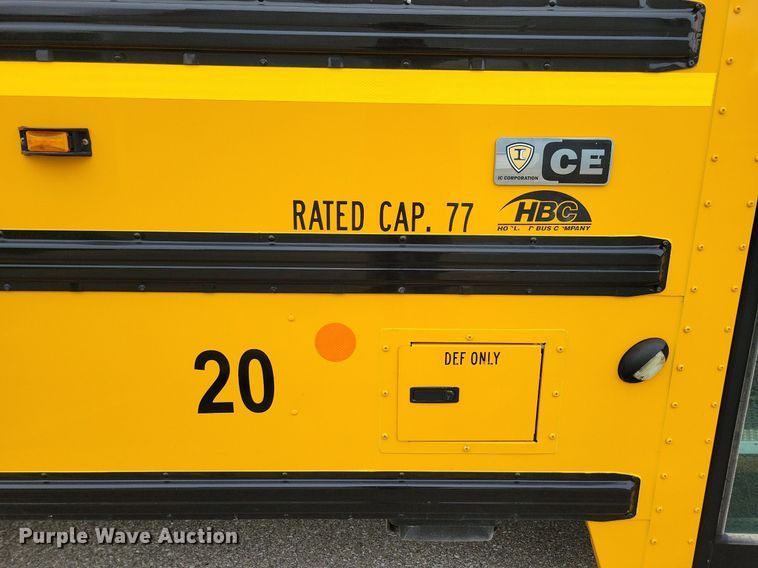 I CE
IC CORPORATION
RATED CAP. 77
HBC
BUS COMPANY
DEF ONLY
20
Purple Wave Auction